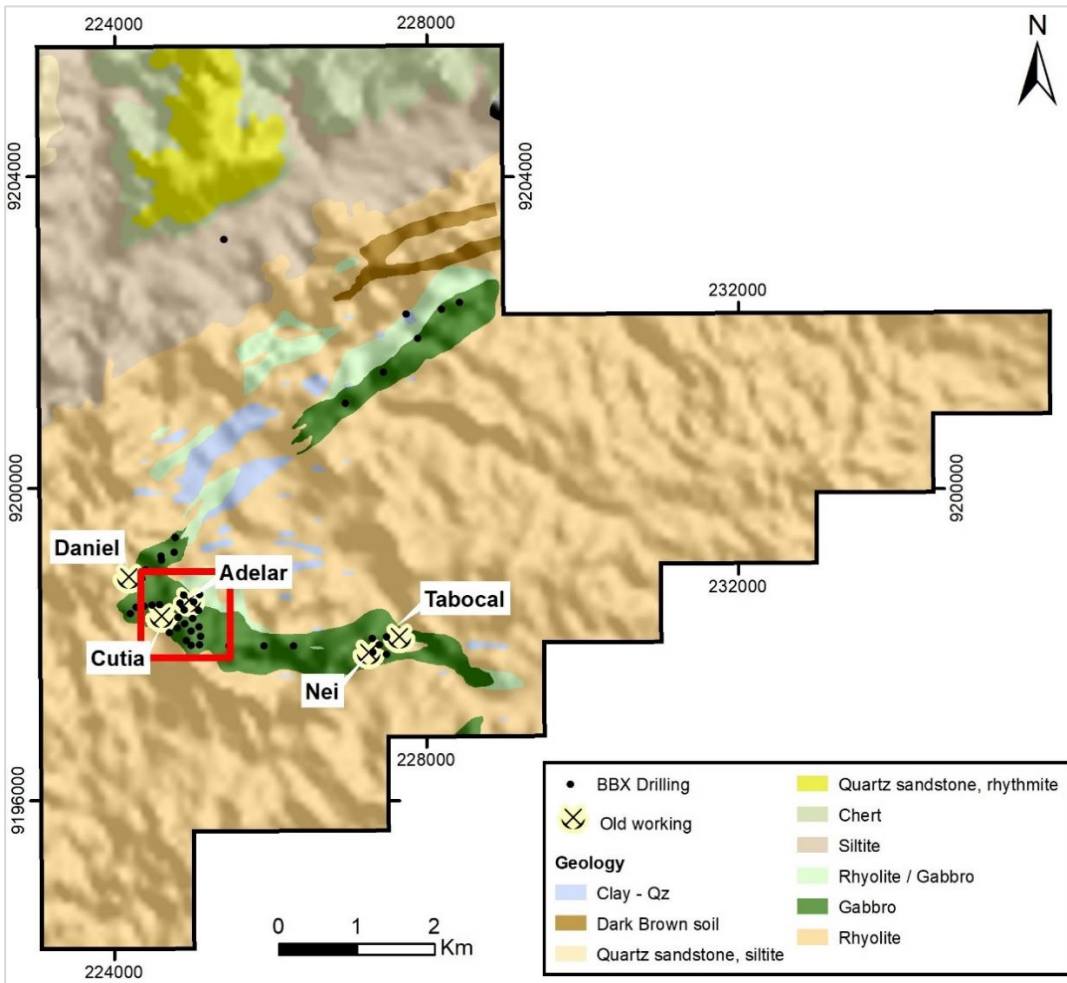 224000
228000
N
9204000
9204000
232000
9200000
9200000
Daniel
Adelar
Tabocal
232000
Cutia
Nei
228000
9196000
BBX Drilling
Old working
Geology
Clay - Qz
Dark Brown soil
Quartz sandstone, siltite
Quartz sandstone, rhythmite
Chert
Siltite
Rhyolite / Gabbro
Gabbro
Rhyolite
0 1 2
Km
224000